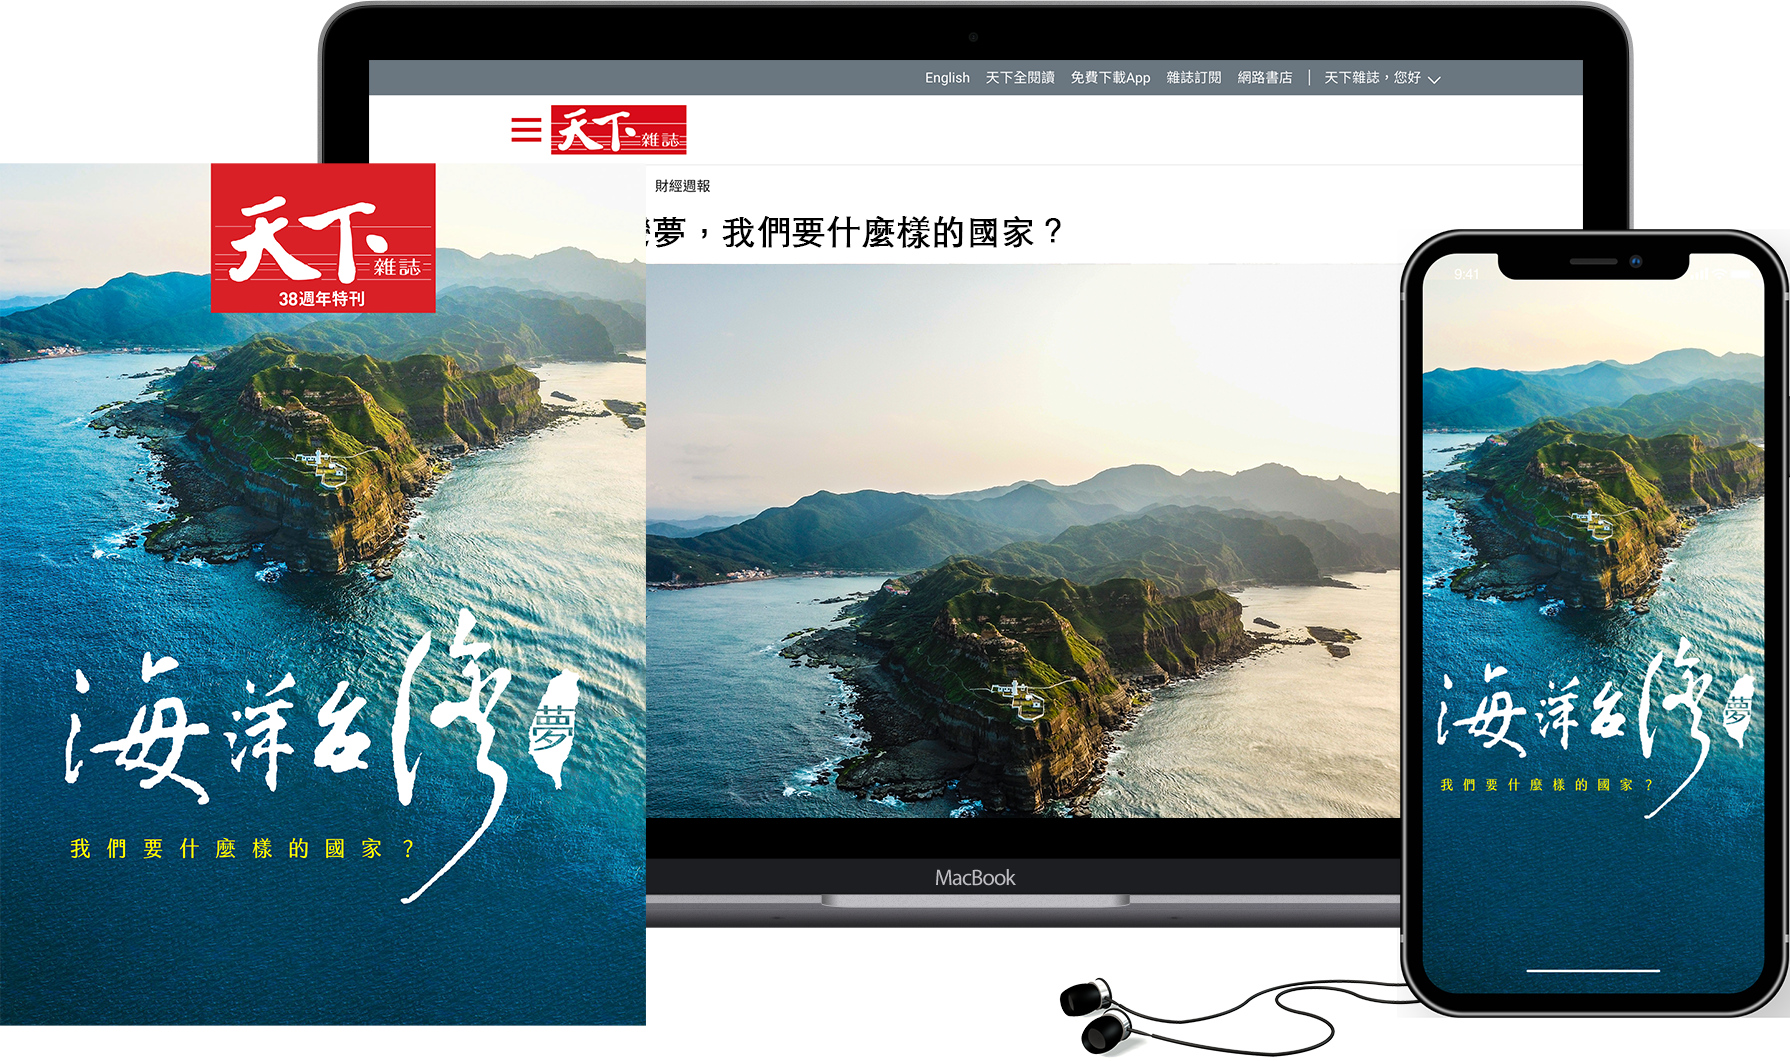 English 天下全閱讀 免費下載App 雜誌訂閱 網路書店 | 天下雜誌，您好
天下雜誌
財經週報
夢，我們要什麼樣的國家？
天下雜誌
38週年特刊
海洋台灣夢
我們要什麼樣的國家？
MacBook
9:41
海洋台灣夢
我們要什麼樣的國家？